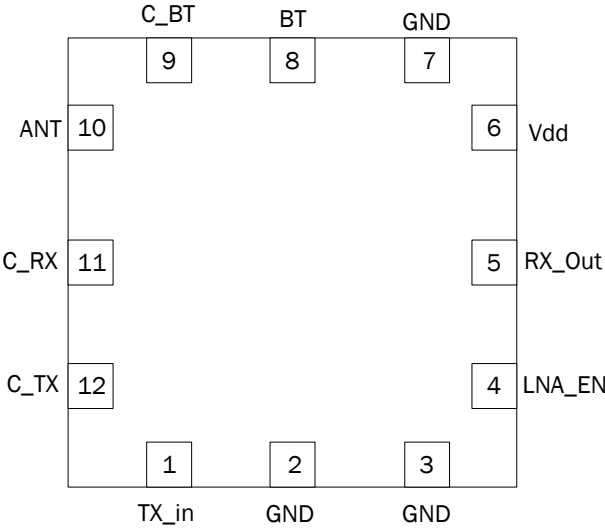 C_BT BT GND
9 8 7
ANT 10 6 Vdd
C_RX 11 5 RX_Out
C_TX 12 4 LNA_EN
1 2 3
TX_in GND GND